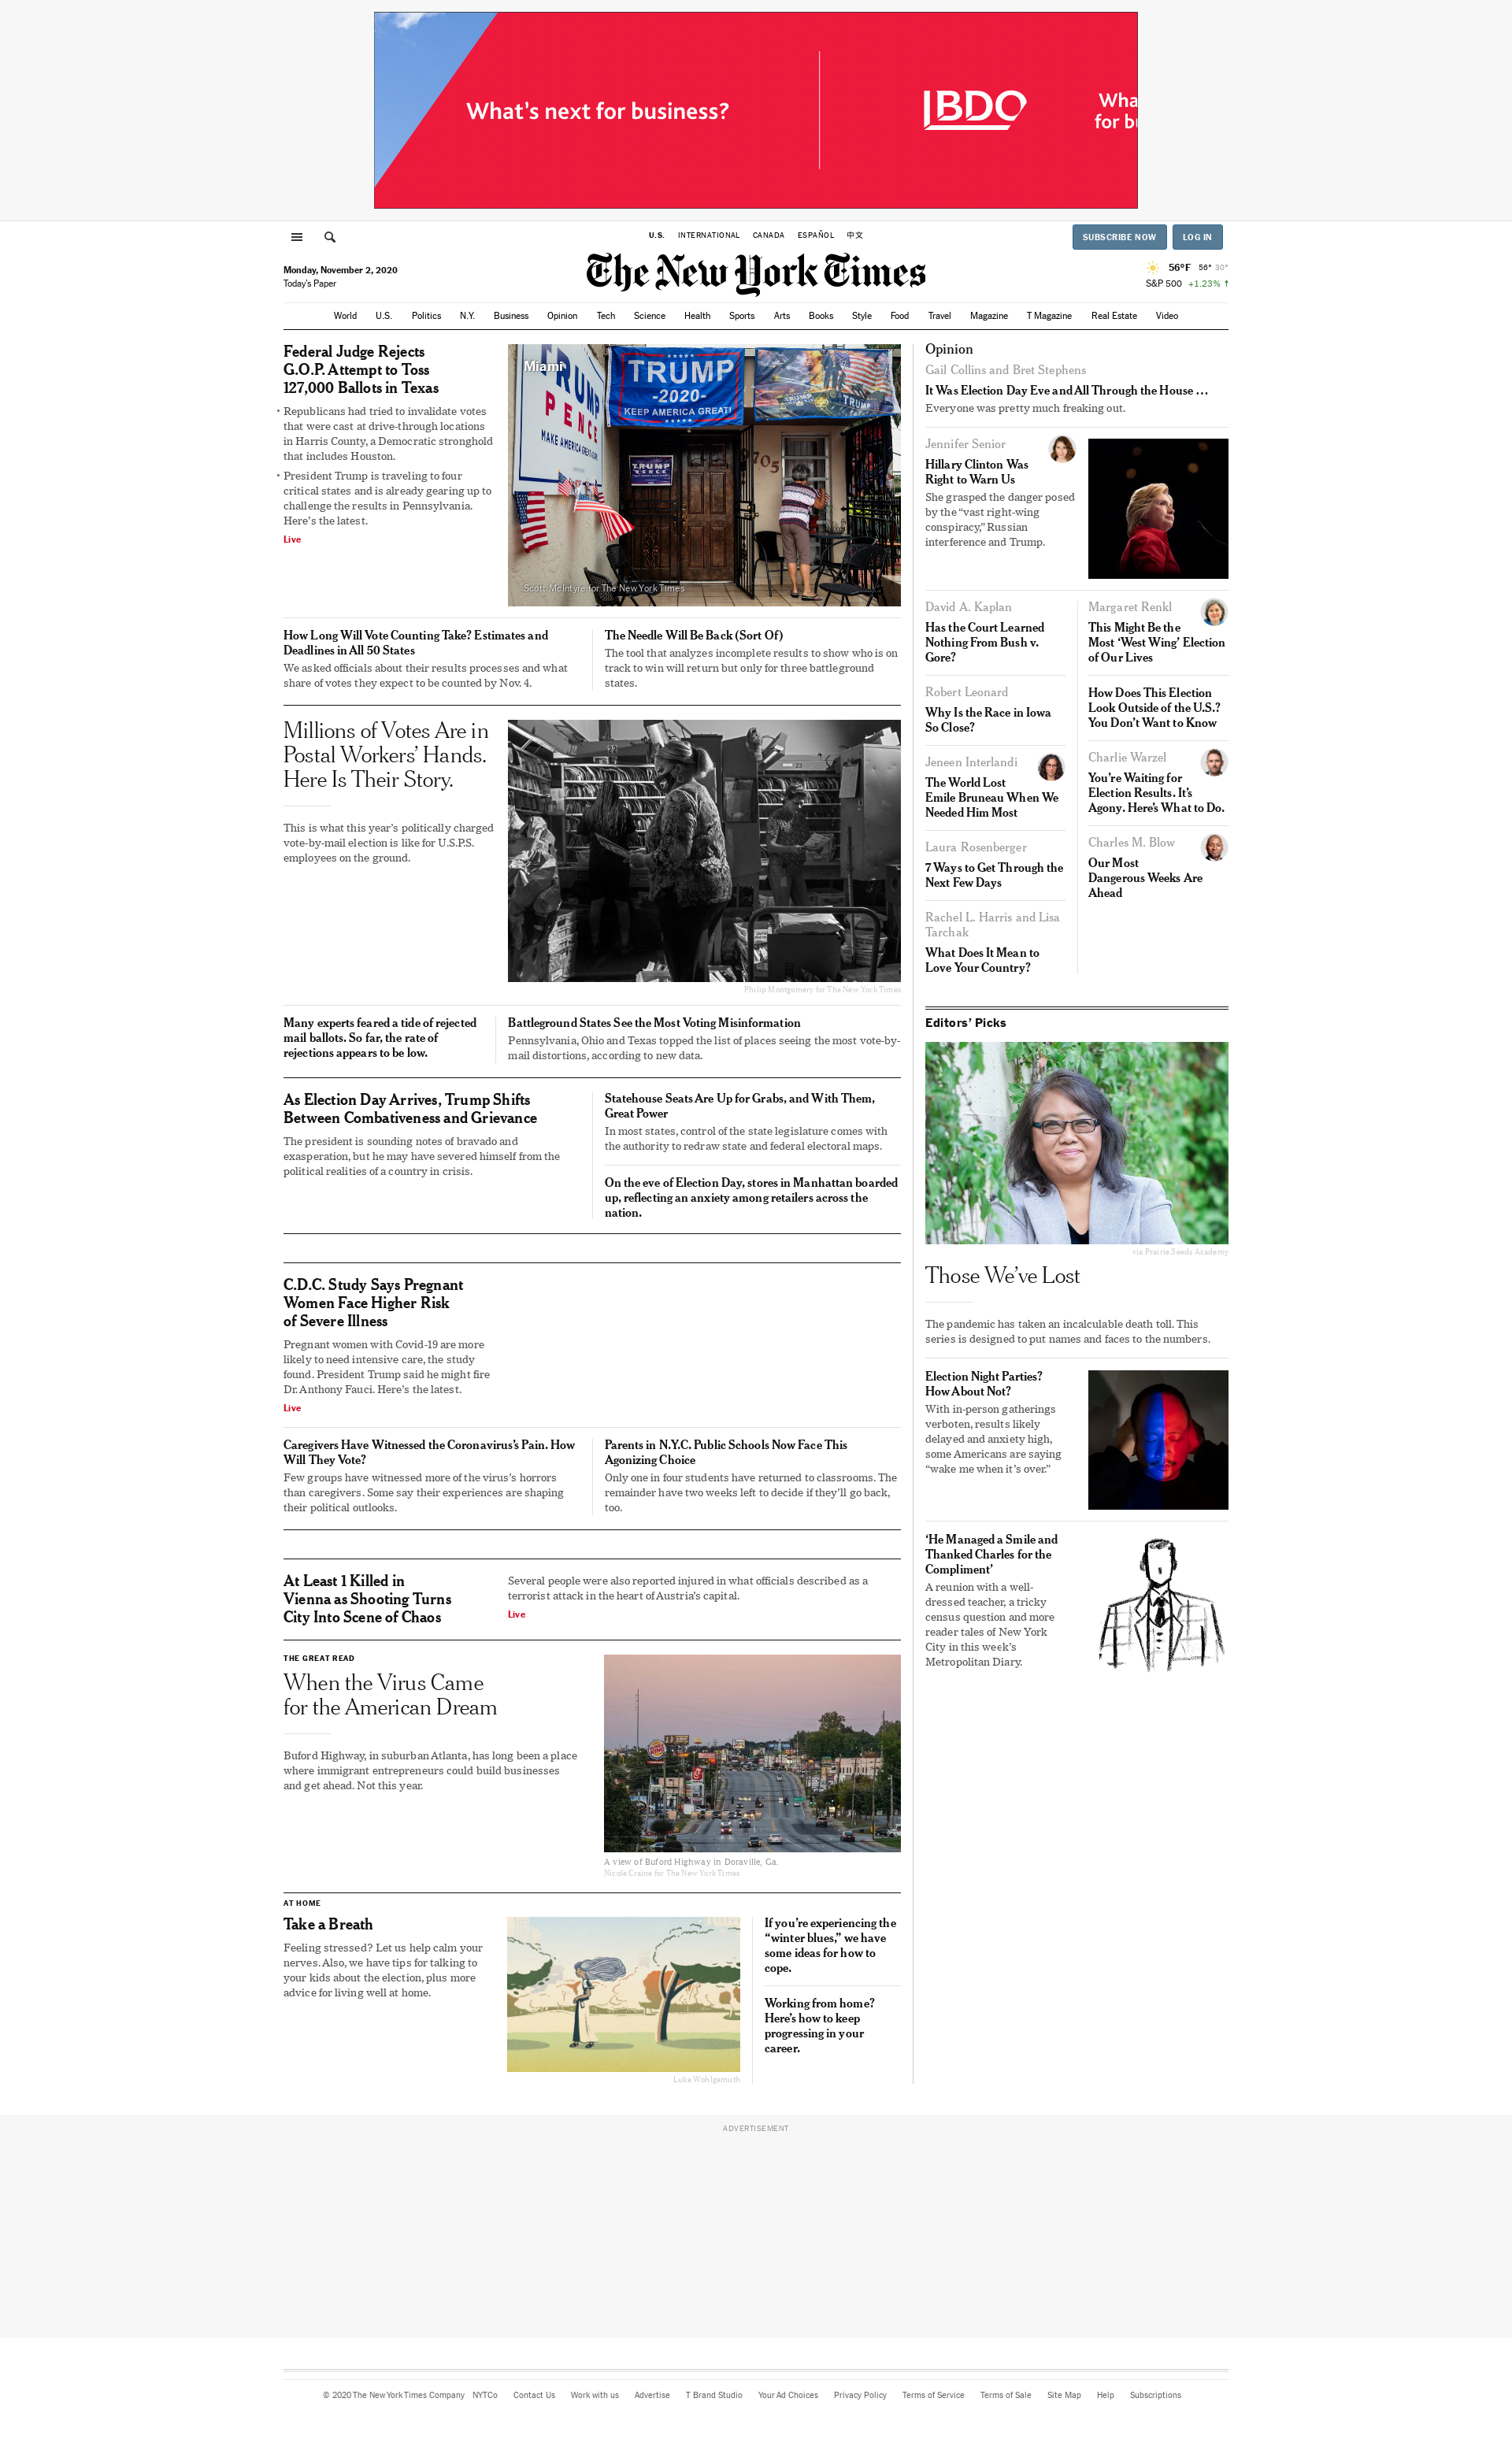 What's next for business?
BDO
Wha
for bu
U.S. INTERNATIONAL CANADA ESPAÑOL 中文
SUBSCRIBE NOW LOG IN
Monday, November 2, 2020
Today's Paper
The New York Times
56°F 56° 30°
S&P 500 +1.23% ↑
World U.S. Politics N.Y. Business Opinion Tech Science Health Sports Arts Books Style Food Travel Magazine T Magazine Real Estate Video
Federal Judge Rejects
G.O.P. Attempt to Toss
127,000 Ballots in Texas
• Republicans had tried to invalidate votes
that were cast at drive-through locations
in Harris County, a Democratic stronghold
that includes Houston.
• President Trump is traveling to four
critical states and is already gearing up to
challenge the results in Pennsylvania.
Here's the latest.
Live
Miami
TRUMP
PENCE
MAKE AMERICA GREAT
TRUMP
-2020-
KEEP AMERICA GREAT!
TRUMP
TRUMP
TRUMP
PENCE
705
Scott McIntyre for The New York Times
How Long Will Vote Counting Take? Estimates and
Deadlines in All 50 States
We asked officials about their results processes and what
share of votes they expect to be counted by Nov. 4.
The Needle Will Be Back (Sort Of)
The tool that analyzes incomplete results to show who is on
track to win will return but only for three battleground
states.
Millions of Votes Are in
Postal Workers' Hands.
Here Is Their Story.
This is what this year's politically charged
vote-by-mail election is like for U.S.P.S.
employees on the ground.
22
23
Philip Montgomery for The New York Times
Many experts feared a tide of rejected
mail ballots. So far, the rate of
rejections appears to be low.
Battleground States See the Most Voting Misinformation
Pennsylvania, Ohio and Texas topped the list of places seeing the most vote-by-
mail distortions, according to new data.
As Election Day Arrives, Trump Shifts
Between Combativeness and Grievance
The president is sounding notes of bravado and
exasperation, but he may have severed himself from the
political realities of a country in crisis.
Statehouse Seats Are Up for Grabs, and With Them,
Great Power
In most states, control of the state legislature comes with
the authority to redraw state and federal electoral maps.
On the eve of Election Day, stores in Manhattan boarded
up, reflecting an anxiety among retailers across the
nation.
C.D.C. Study Says Pregnant
Women Face Higher Risk
of Severe Illness
Pregnant women with Covid-19 are more
likely to need intensive care, the study
found. President Trump said he might fire
Dr. Anthony Fauci. Here's the latest.
Live
Caregivers Have Witnessed the Coronavirus's Pain. How
Will They Vote?
Few groups have witnessed more of the virus's horrors
than caregivers. Some say their experiences are shaping
their political outlooks.
Parents in N.Y.C. Public Schools Now Face This
Agonizing Choice
Only one in four students have returned to classrooms. The
remainder have two weeks left to decide if they'll go back,
too.
At Least 1 Killed in
Vienna as Shooting Turns
City Into Scene of Chaos
Several people were also reported injured in what officials described as a
terrorist attack in the heart of Austria's capital.
Live
THE GREAT READ
When the Virus Came
for the American Dream
Buford Highway, in suburban Atlanta, has long been a place
where immigrant entrepreneurs could build businesses
and get ahead. Not this year.
A view of Buford Highway in Doraville, Ga.
Nicole Craine for The New York Times
AT HOME
Take a Breath
Feeling stressed? Let us help calm your
nerves. Also, we have tips for talking to
your kids about the election, plus more
advice for living well at home.
Luke Wohlgemuth
If you're experiencing the
“winter blues,” we have
some ideas for how to
cope.
Working from home?
Here's how to keep
progressing in your
career.
Opinion
Gail Collins and Bret Stephens
It Was Election Day Eve and All Through the House …
Everyone was pretty much freaking out.
Jennifer Senior
Hillary Clinton Was
Right to Warn Us
She grasped the danger posed
by the “vast right-wing
conspiracy,” Russian
interference and Trump.
David A. Kaplan
Has the Court Learned
Nothing From Bush v.
Gore?
Robert Leonard
Why Is the Race in Iowa
So Close?
Jeneen Interlandi
The World Lost
Emile Bruneau When We
Needed Him Most
Laura Rosenberger
7 Ways to Get Through the
Next Few Days
Rachel L. Harris and Lisa
Tarchak
What Does It Mean to
Love Your Country?
Margaret Renkl
This Might Be the
Most ‘West Wing’ Election
of Our Lives
How Does This Election
Look Outside of the U.S.?
You Don't Want to Know
Charlie Warzel
You're Waiting for
Election Results. It's
Agony. Here's What to Do.
Charles M. Blow
Our Most
Dangerous Weeks Are
Ahead
Editors' Picks
via Prairie Seeds Academy
Those We've Lost
The pandemic has taken an incalculable death toll. This
series is designed to put names and faces to the numbers.
Election Night Parties?
How About Not?
With in-person gatherings
verboten, results likely
delayed and anxiety high,
some Americans are saying
“wake me when it's over.”
‘He Managed a Smile and
Thanked Charles for the
Compliment’
A reunion with a well-
dressed teacher, a tricky
census question and more
reader tales of New York
City in this week's
Metropolitan Diary.
ADVERTISEMENT
© 2020 The New York Times Company NYTCo Contact Us Work with us Advertise T Brand Studio Your Ad Choices Privacy Policy Terms of Service Terms of Sale Site Map Help Subscriptions